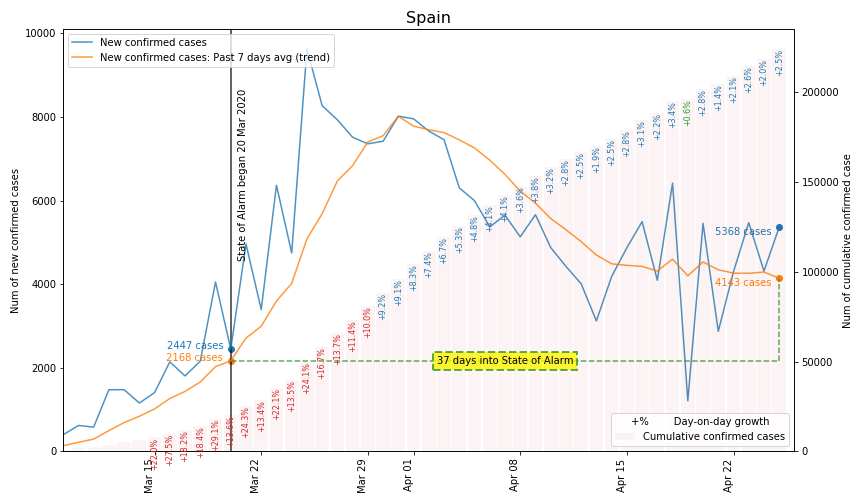 Spain
New confirmed cases
New confirmed cases: Past 7 days avg (trend)
10000
8000
6000
4000
2000
0
Num of new confirmed cases
200000
150000
100000
50000
0
Num of cumulative confirmed case
State of Alarm began 20 Mar 2020
2447 cases
2168 cases
5368 cases
4143 cases
37 days into State of Alarm
+22.0%
+27.5%
+18.4%
+29.1%
+13.6%
+24.3%
+13.4%
+22.1%
+13.5%
+24.1%
+16.7%
+13.7%
+11.4%
+10.0%
+9.2%
+9.1%
+8.3%
+7.4%
+6.7%
+5.3%
+4.8%
+4.1%
+3.6%
+3.8%
+3.2%
+2.8%
+2.5%
+1.9%
+2.5%
+2.8%
+3.1%
+2.2%
+3.4%
+0.6%
+2.8%
+1.4%
+2.1%
+2.6%
+2.0%
+2.5%
+% Day-on-day growth
Cumulative confirmed cases
Mar 15
Mar 22
Mar 29
Apr 01
Apr 08
Apr 15
Apr 22